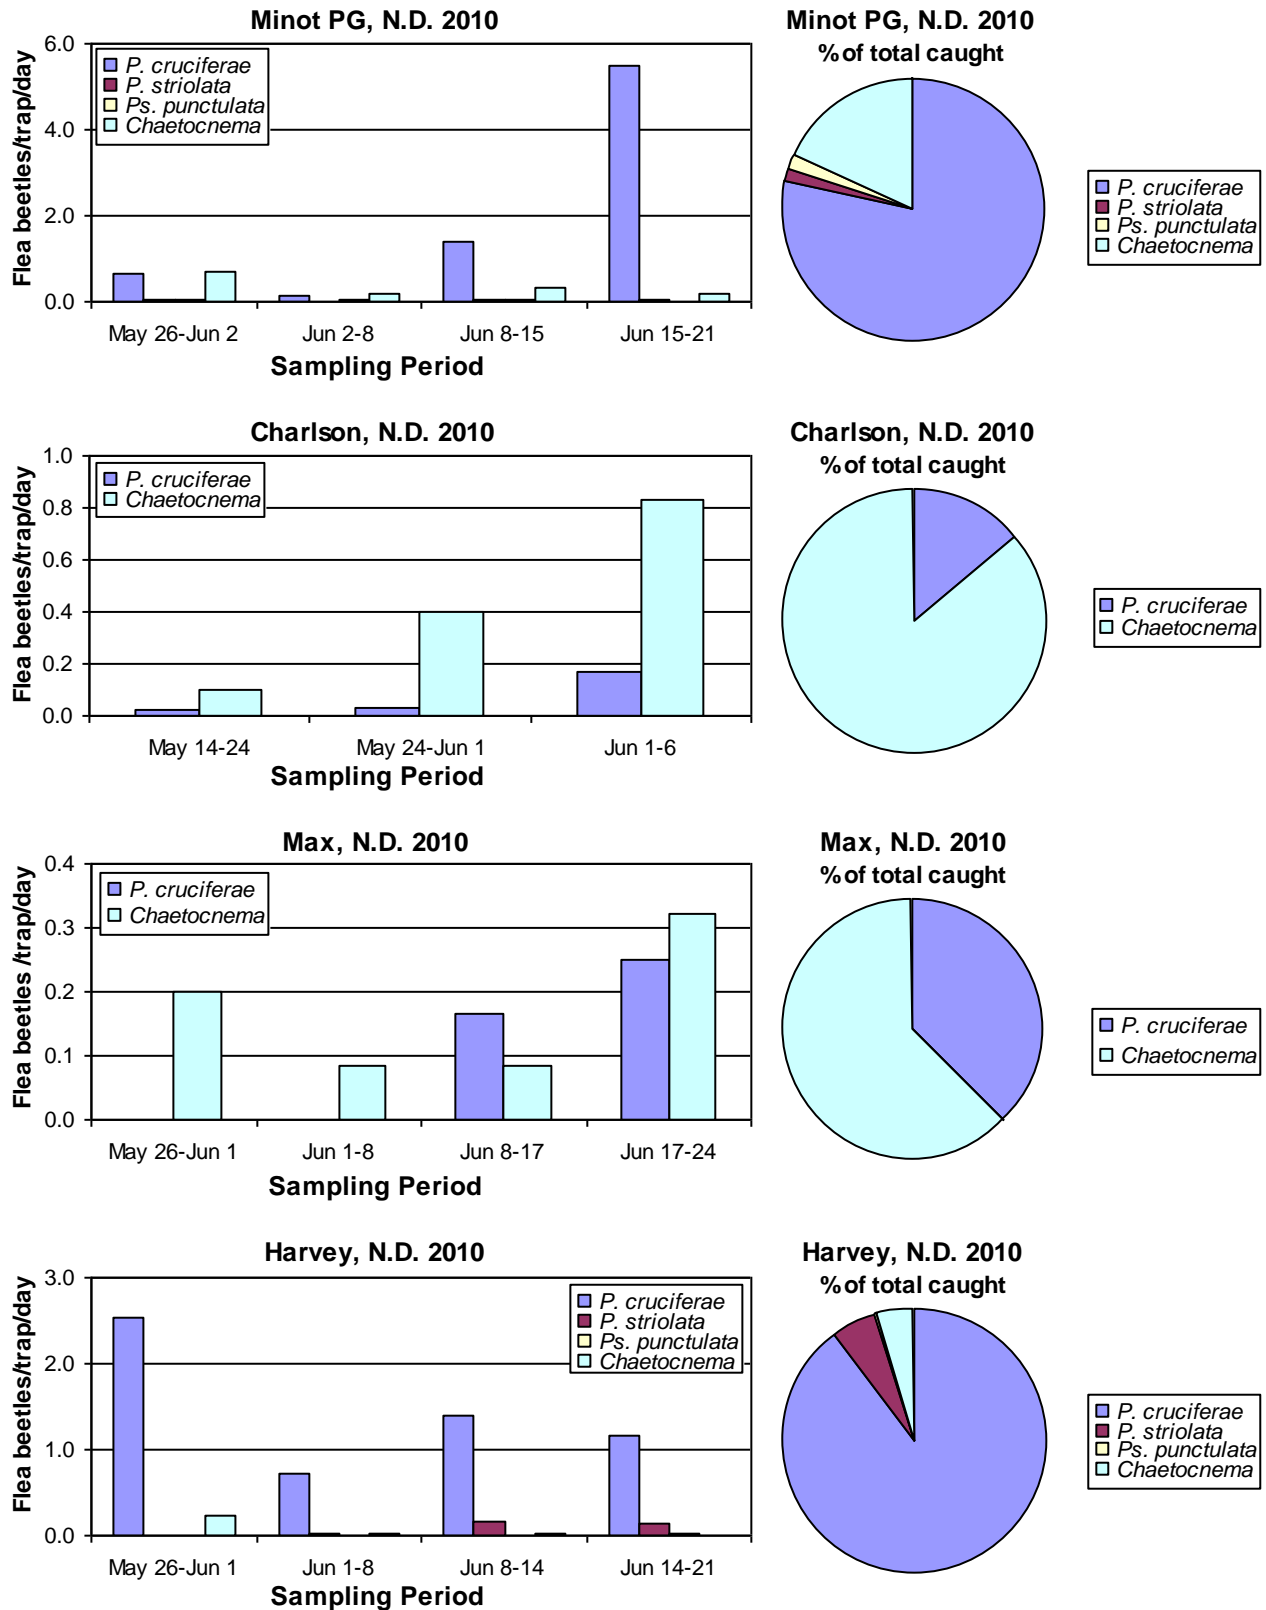 Minot PG, N.D. 2010
6.0
4.0
2.0
0.0
Flea beetles/trap/day
P. cruciferae
P. striolata
Ps. punctulata
Chaetocnema
May 26-Jun 2
Jun 2-8
Jun 8-15
Jun 15-21
Sampling Period
Minot PG, N.D. 2010
% of total caught
P. cruciferae
P. striolata
Ps. punctulata
Chaetocnema
Charlson, N.D. 2010
1.0
0.8
0.6
0.4
0.2
0.0
Flea beetles/trap/day
P. cruciferae
Chaetocnema
May 14-24
May 24-Jun 1
Jun 1-6
Sampling Period
Charlson, N.D. 2010
% of total caught
P. cruciferae
Chaetocnema
Max, N.D. 2010
0.4
0.3
0.2
0.1
0.0
Flea beetles /trap/day
P. cruciferae
Chaetocnema
May 26-Jun 1
Jun 1-8
Jun 8-17
Jun 17-24
Sampling Period
Max, N.D. 2010
% of total caught
P. cruciferae
Chaetocnema
Harvey, N.D. 2010
3.0
2.0
1.0
0.0
Flea beetles/trap/day
P. cruciferae
P. striolata
Ps. punctulata
Chaetocnema
May 26-Jun 1
Jun 1-8
Jun 8-14
Jun 14-21
Sampling Period
Harvey, N.D. 2010
% of total caught
P. cruciferae
P. striolata
Ps. punctulata
Chaetocnema